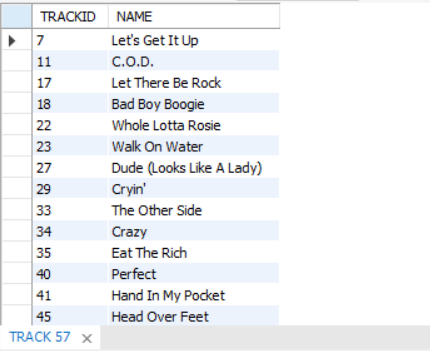 TRACKID NAME
7 Let's Get It Up
11 C.O.D.
17 Let There Be Rock
18 Bad Boy Boogie
22 Whole Lotta Rosie
23 Walk On Water
27 Dude (Looks Like A Lady)
29 Cryin'
33 The Other Side
34 Crazy
35 Eat The Rich
40 Perfect
41 Hand In My Pocket
45 Head Over Feet
TRACK 57 ×